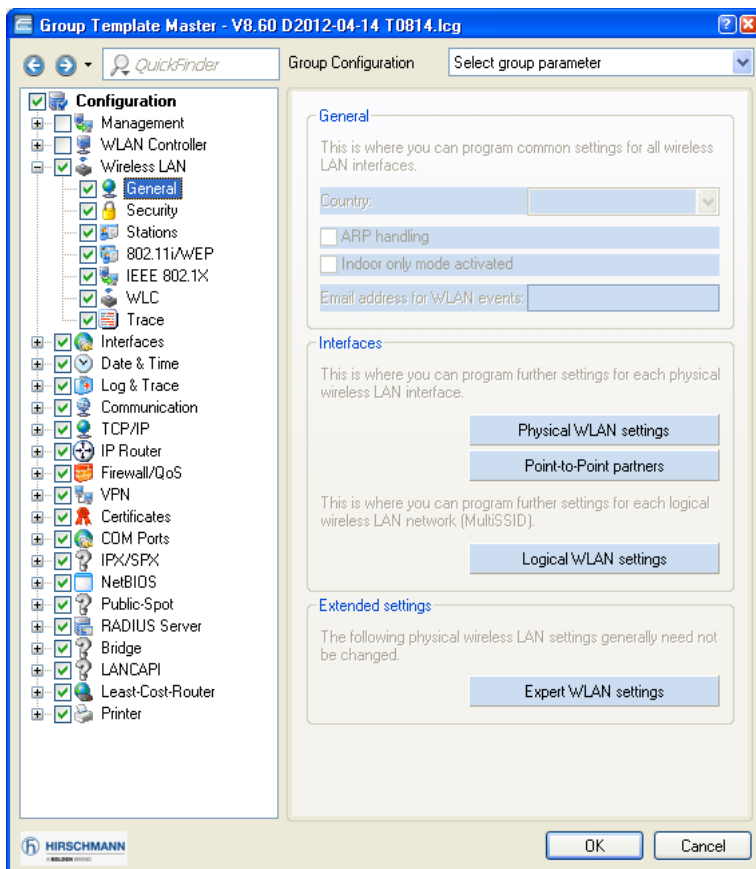 Group Template Master - V8.60 D2012-04-14 T0814.lcg
QuickFinder
Group Configuration
Select group parameter
Configuration
Management
WLAN Controller
Wireless LAN
General
Security
Stations
802.11i/WEP
IEEE 802.1X
WLC
Trace
Interfaces
Date & Time
Log & Trace
Communication
TCP/IP
IP Router
Firewall/QoS
VPN
Certificates
COM Ports
IPX/SPX
NetBIOS
Public-Spot
RADIUS Server
Bridge
LANCAPI
Least-Cost-Router
Printer
General
This is where you can program common settings for all wireless
LAN interfaces.
Country:
ARP handling
Indoor only mode activated
Email address for WLAN events:
Interfaces
This is where you can program further settings for each physical
wireless LAN interface.
Physical WLAN settings
Point-to-Point partners
This is where you can program further settings for each logical
wireless LAN network (MultiSSID).
Logical WLAN settings
Extended settings
The following physical wireless LAN settings generally need not
be changed.
Expert WLAN settings
HIRSCHMANN
A BELDEN BRAND
OK
Cancel